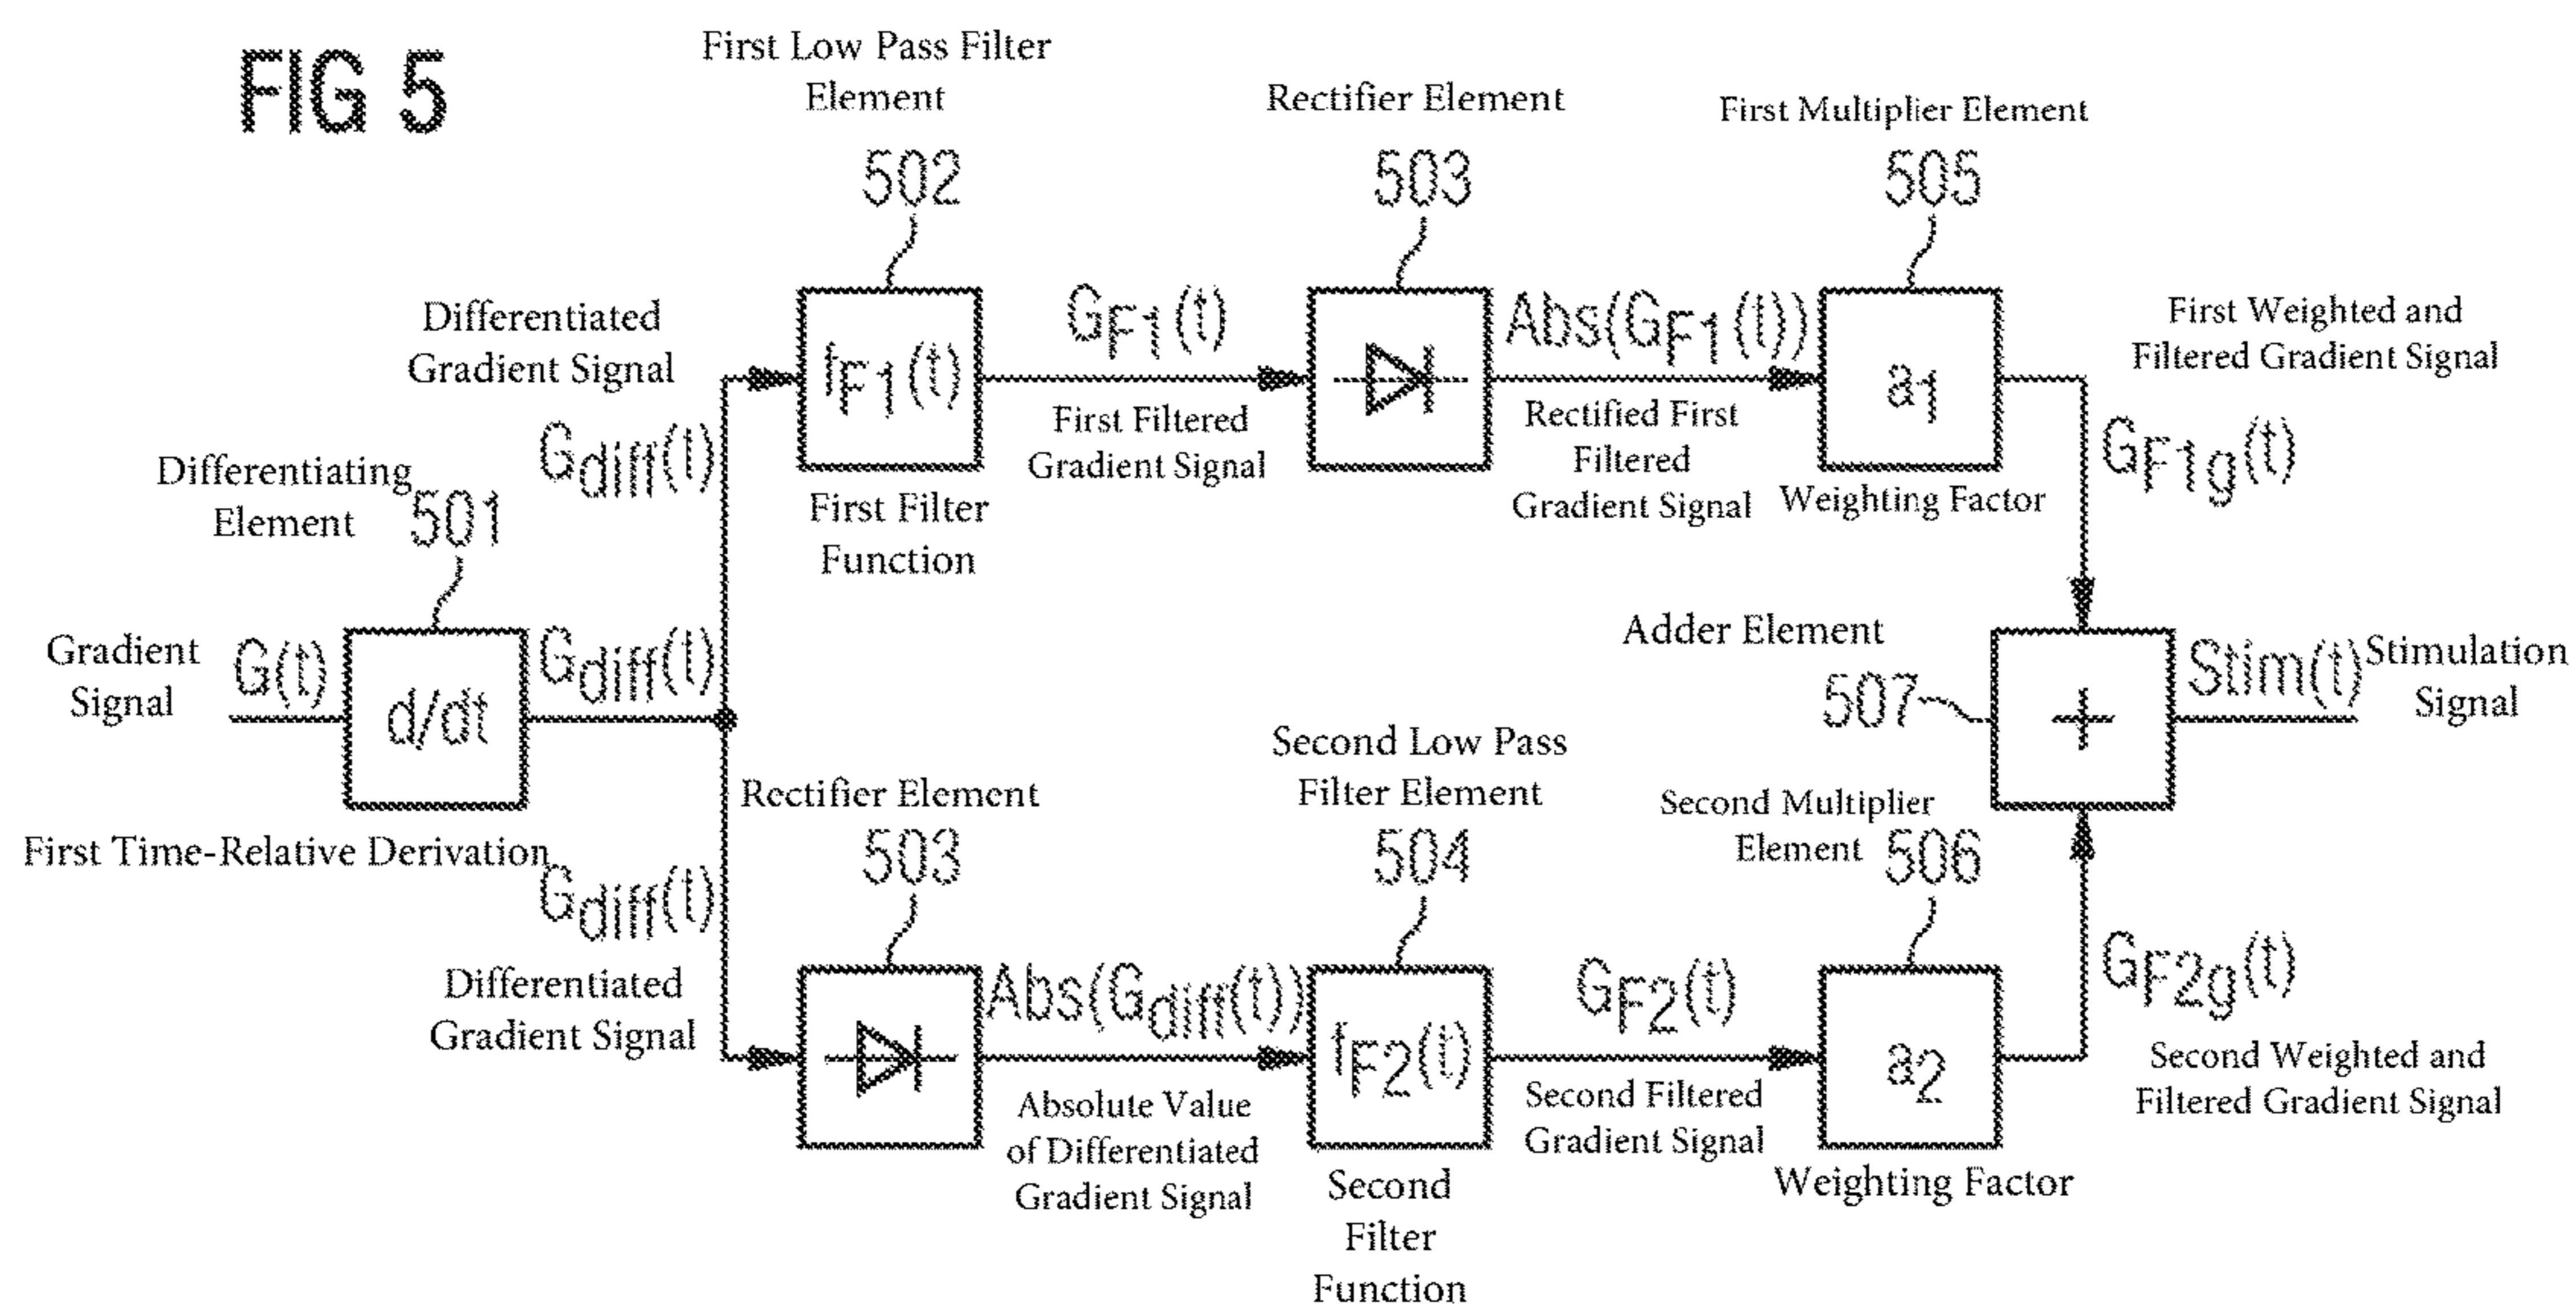 FIG 5
First Low Pass Filter
Element
502
Rectifier Element
503
First Multiplier Element
505
Differentiated
Gradient Signal
Gdiff(t)
fF1(t)
First Filter
Function
GF1(t)
First Filtered
Gradient Signal
Abs(GF1(t))
Rectified First
Filtered
Gradient Signal
a1
Weighting Factor
First Weighted and
Filtered Gradient Signal
GF1g(t)
Differentiating
Element
501
Gradient
Signal
G(t)
d/dt
Gdiff(t)
First Time-Relative Derivation
Adder Element
507
+
Stim(t)
Stimulation
Signal
Gdiff(t)
Differentiated
Gradient Signal
Rectifier Element
503
Abs(Gdiff(t))
Absolute Value
of Differentiated
Gradient Signal
Second Low Pass
Filter Element
504
fF2(t)
Second
Filter
Function
GF2(t)
Second Filtered
Gradient Signal
Second Multiplier
Element
506
a2
Weighting Factor
GF2g(t)
Second Weighted and
Filtered Gradient Signal